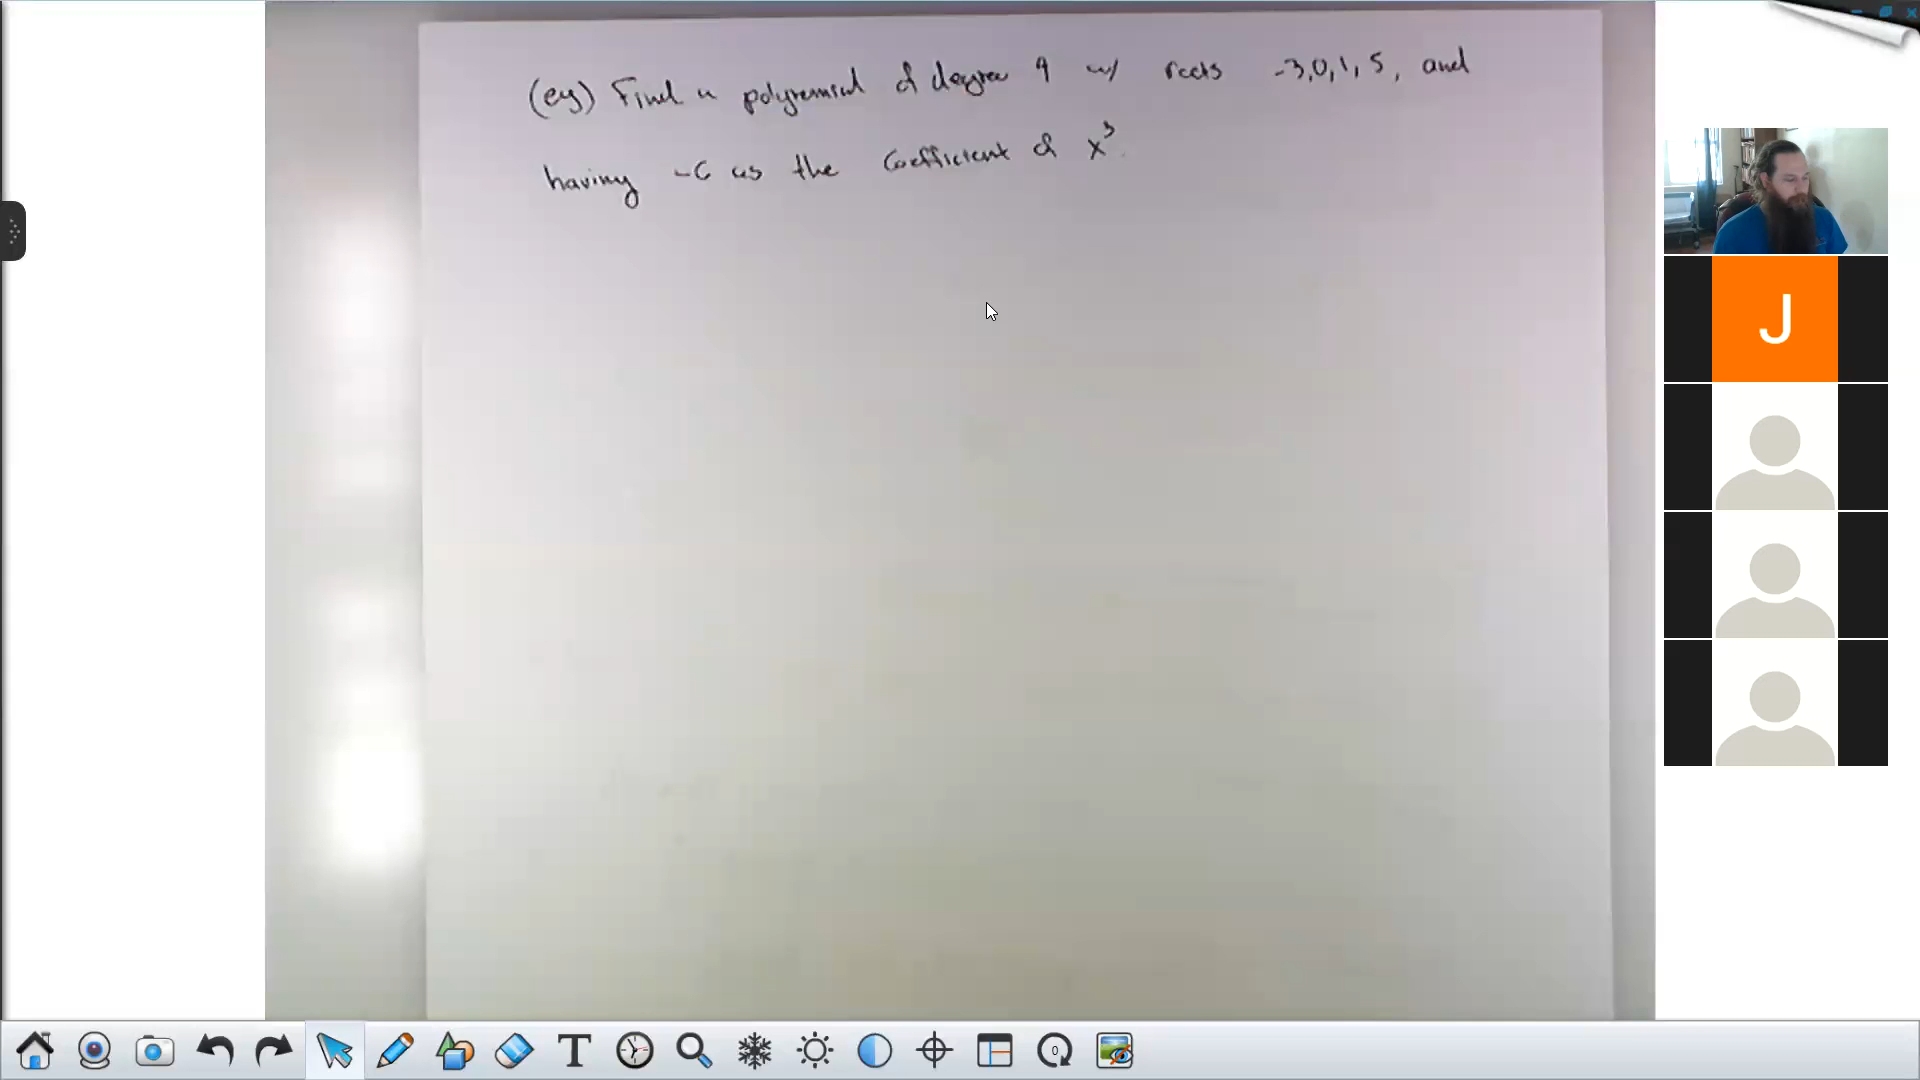 (eg) Find a polynomial of degree 4 w/ roots -3,0,1,5, and
having -6 as the coefficient of x³.
J
T
0